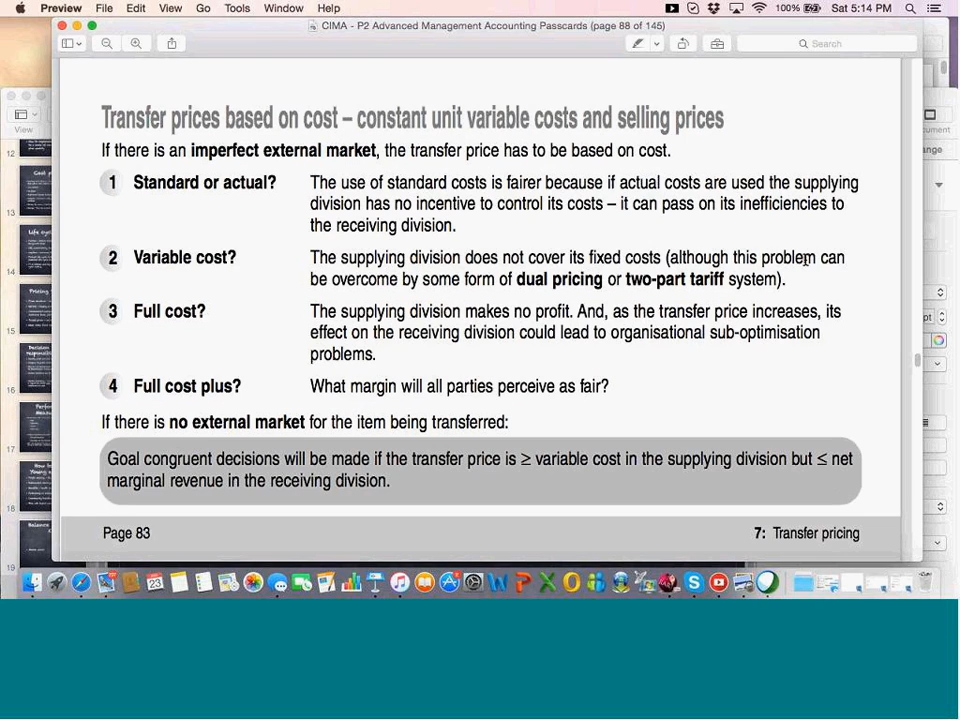 Preview File Edit View Go Tools Window Help 100% Sat 5:14 PM
CIMA - P2 Advanced Management Accounting Passcards (page 88 of 145)
Search
View
12
13
14
15
16
17
18
19
Transfer prices based on cost – constant unit variable costs and selling prices
If there is an imperfect external market, the transfer price has to be based on cost.
1 Standard or actual? The use of standard costs is fairer because if actual costs are used the supplying
division has no incentive to control its costs – it can pass on its inefficiencies to
the receiving division.
2 Variable cost? The supplying division does not cover its fixed costs (although this problem can
be overcome by some form of dual pricing or two-part tariff system).
3 Full cost? The supplying division makes no profit. And, as the transfer price increases, its
effect on the receiving division could lead to organisational sub-optimisation
problems.
4 Full cost plus? What margin will all parties perceive as fair?
If there is no external market for the item being transferred:
Goal congruent decisions will be made if the transfer price is ≥ variable cost in the supplying division but ≤ net
marginal revenue in the receiving division.
Page 83 7: Transfer pricing